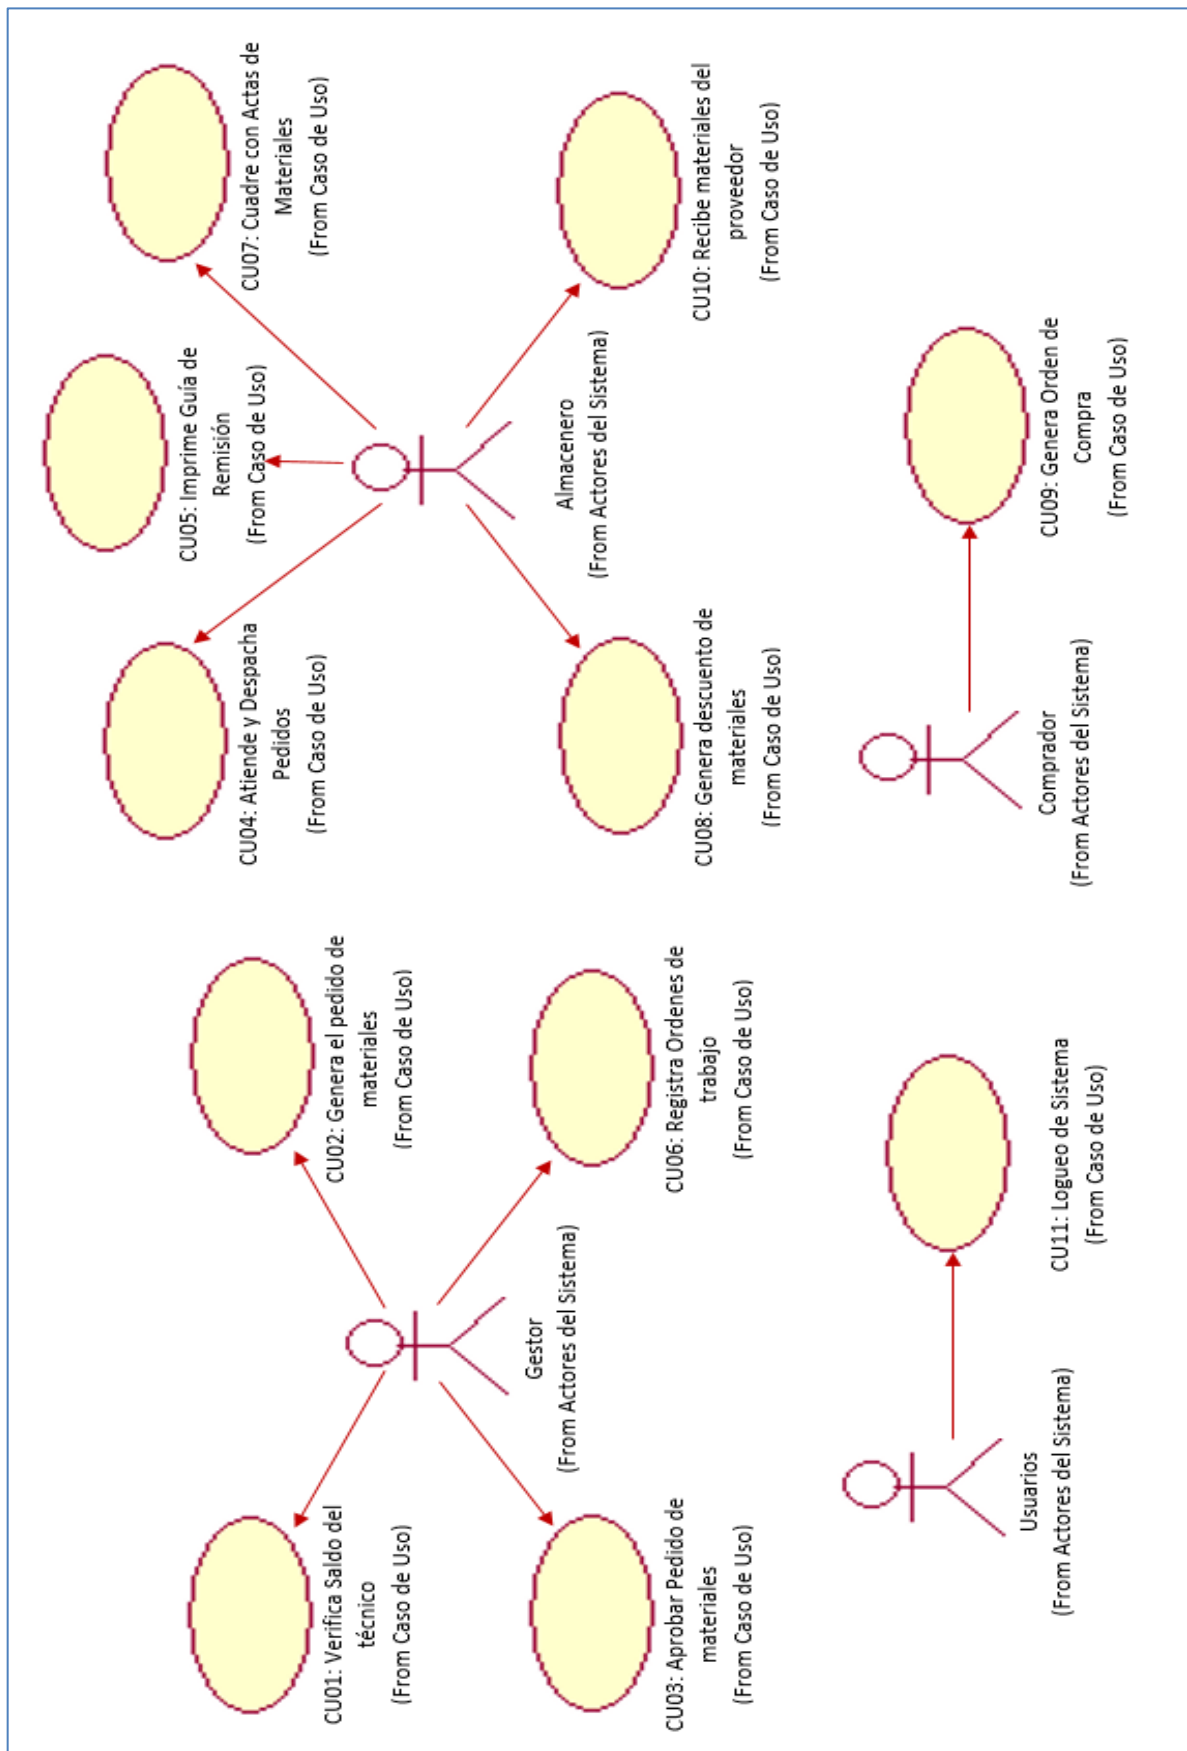 CU01: Verifica Saldo del
técnico
(From Caso de Uso)
CU02: Genera el pedido de
materiales
(From Caso de Uso)
Gestor
(From Actores del Sistema)
CU03: Aprobar Pedido de
materiales
(From Caso de Uso)
CU06: Registra Ordenes de
trabajo
(From Caso de Uso)
CU04: Atiende y Despacha
Pedidos
(From Caso de Uso)
CU05: Imprime Guía de
Remisión
(From Caso de Uso)
CU07: Cuadre con Actas de
Materiales
(From Caso de Uso)
Almacenero
(From Actores del Sistema)
CU08: Genera descuento de
materiales
(From Caso de Uso)
CU10: Recibe materiales del
proveedor
(From Caso de Uso)
Usuarios
(From Actores del Sistema)
CU11: Logueo de Sistema
(From Caso de Uso)
Comprador
(From Actores del Sistema)
CU09: Genera Orden de
Compra
(From Caso de Uso)